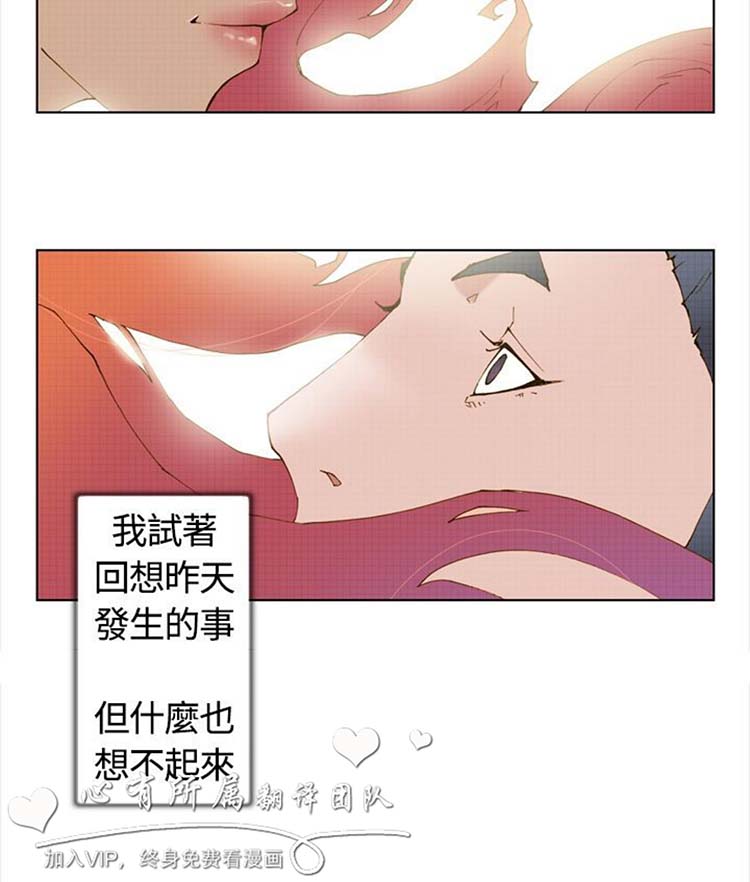 我試著
回想昨天
發生的事
但什麼也
想不起來
心有所属翻译团队
加入VIP，终身免费看漫画